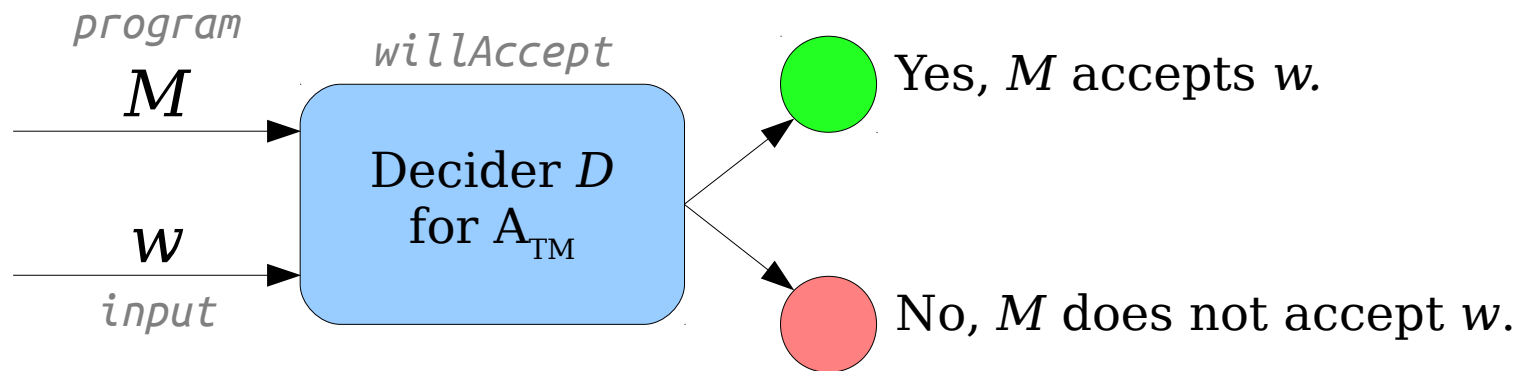 program
M
willAccept
Yes, M accepts w.
Decider D
for A_TM
w
input
No, M does not accept w.